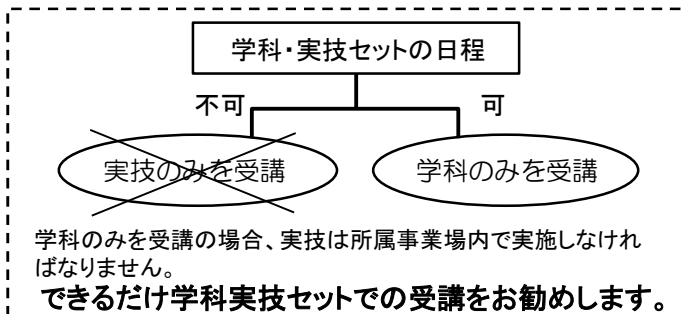 学科・実技セットの日程
不可
可
実技のみを受講
学科のみを受講
学科のみを受講の場合、実技は所属事業場内で実施しなけれ
ばなりません。
できるだけ学科実技セットでの受講をお勧めします。